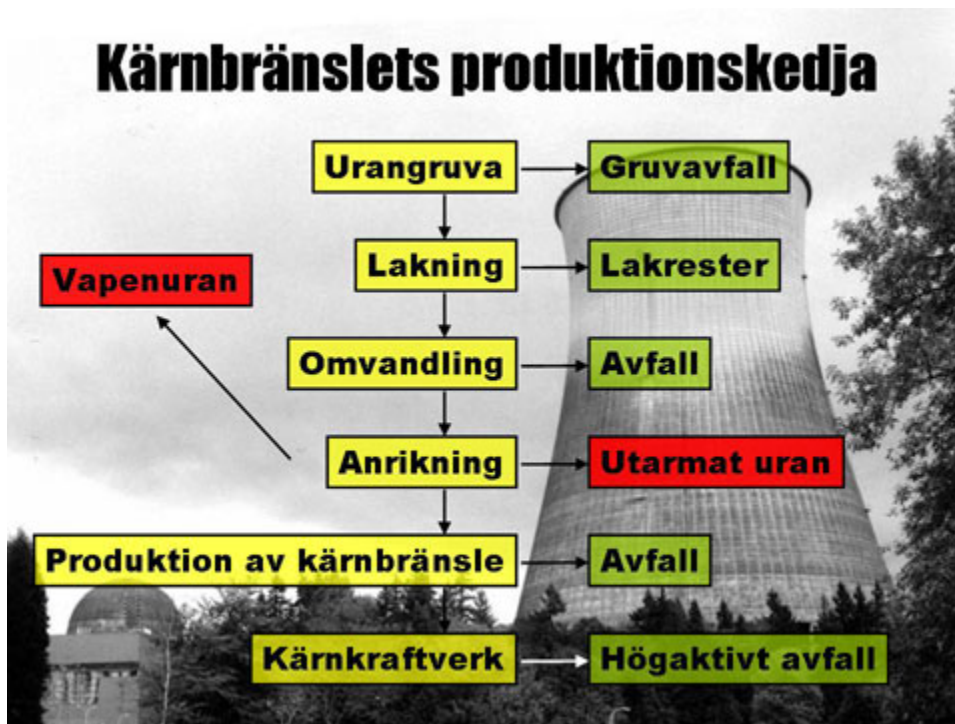 Kärnbränslets produktionskedja
Urangruva
Gruvavfall
Lakning
Lakrester
Vapenuran
Omvandling
Avfall
Anrikning
Utarmat uran
Produktion av kärnbränsle
Avfall
Kärnkraftverk
Högaktivt avfall